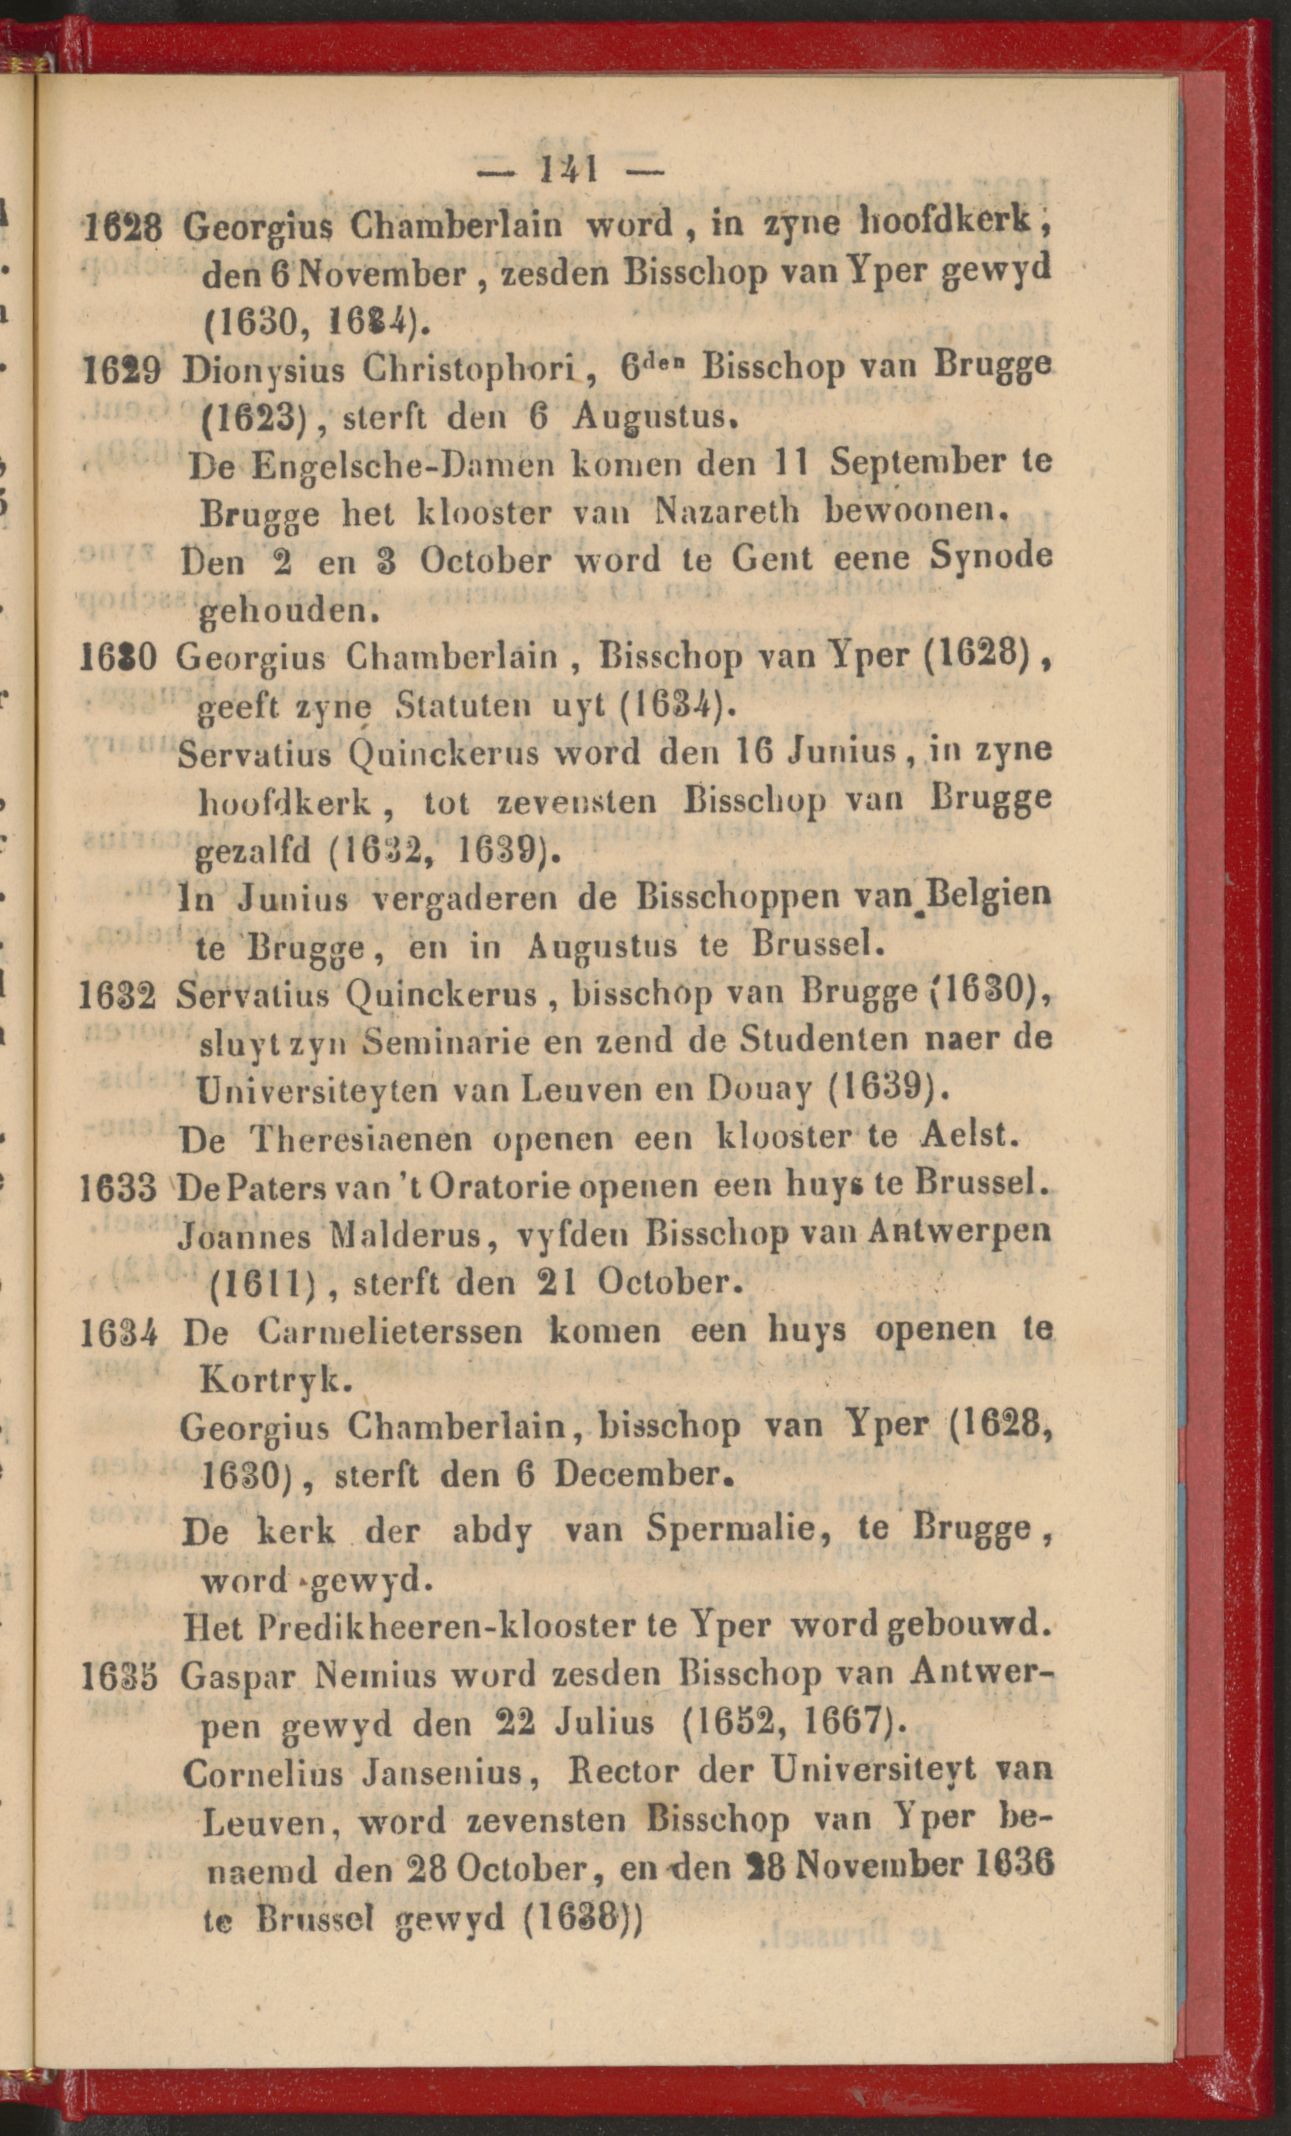 — 141 —
1628 Georgius Chamberlain word , in zyne hoofdkerk ,
den 6 November , zesden Bisschop van Yper gewyd
(1630, 1634).
1629 Dionysius Christophori , 6den Bisschop van Brugge
(1623) , sterft den 6 Augustus.
De Engelsche-Damen komen den 11 September te
Brugge het klooster van Nazareth bewoonen.
Den 2 en 3 October word te Gent eene Synode
gehouden.
1630 Georgius Chamberlain , Bisschop van Yper (1628) ,
geeft zyne Statuten uyt (1634).
Servatius Quinckerus word den 16 Junius , in zyne
hoofdkerk , tot zevensten Bisschop van Brugge
gezalfd (1632, 1639).
In Junius vergaderen de Bisschoppen van Belgien
te Brugge , en in Augustus te Brussel.
1632 Servatius Quinckerus , bisschop van Brugge (1630),
sluyt zyn Seminarie en zend de Studenten naer de
Universiteyten van Leuven en Douay (1639).
De Theresiaenen openen een klooster te Aelst.
1633 De Paters van 't Oratorie openen een huys te Brussel.
Joannes Malderus, vyfden Bisschop van Antwerpen
(1611) , sterft den 21 October.
1634 De Carmelieterssen komen een huys openen te
Kortryk.
Georgius Chamberlain, bisschop van Yper (1628,
1630) , sterft den 6 December.
De kerk der abdy van Spermalie, te Brugge ,
word gewyd.
Het Predikheeren-klooster te Yper word gebouwd.
1635 Gaspar Nemius word zesden Bisschop van Antwer-
pen gewyd den 22 Julius (1652, 1667).
Cornelius Jansenius, Rector der Universiteyt van
Leuven, word zevensten Bisschop van Yper be-
naemd den 28 October, en den 28 November 1636
te Brussel gewyd (1638))